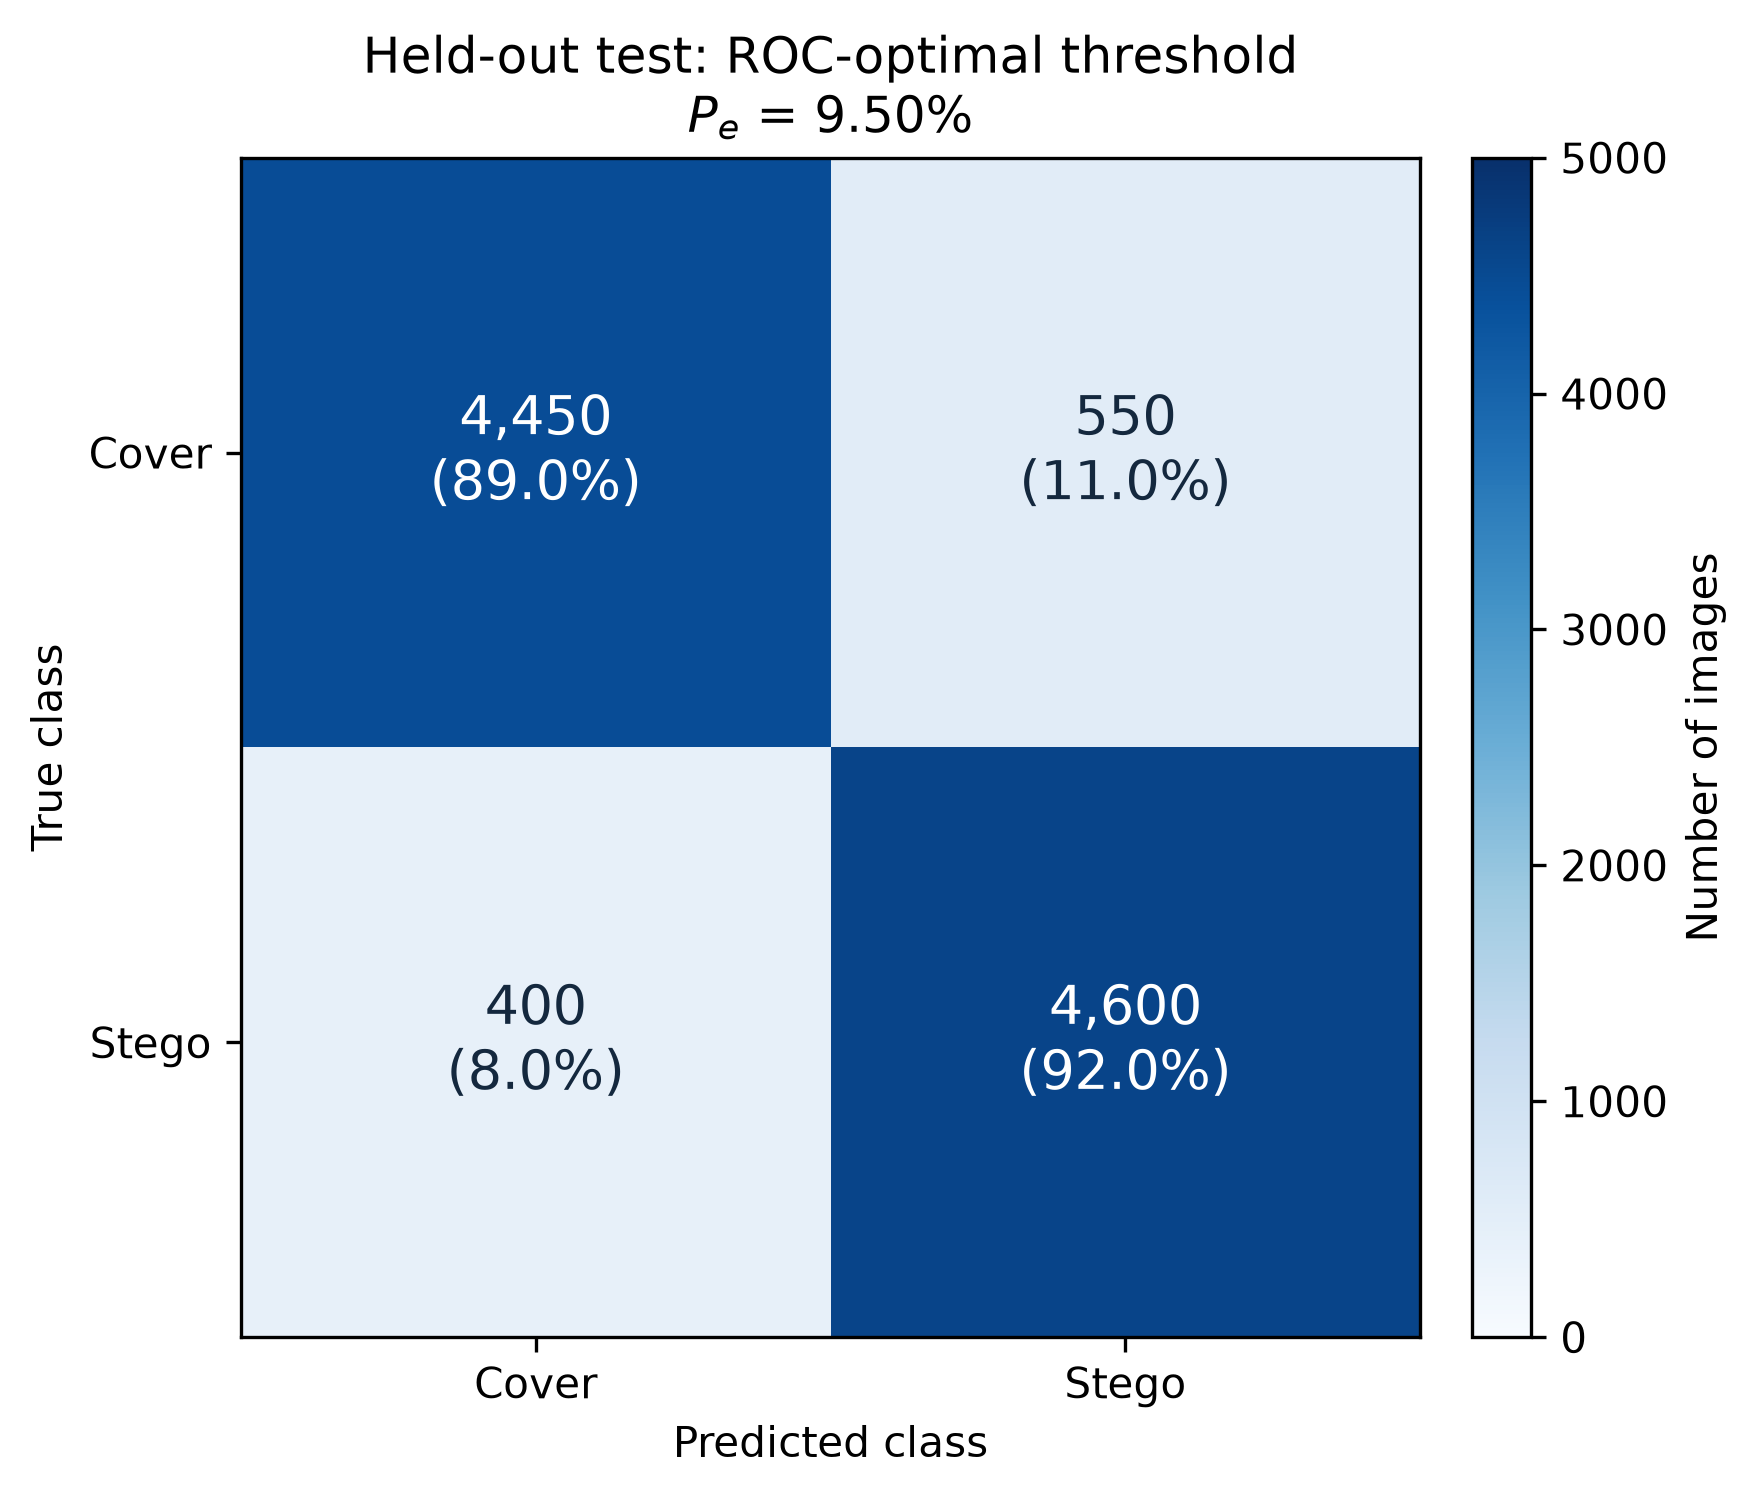 Held-out test: ROC-optimal threshold
Pe = 9.50%
True class
Cover
Stego
4,450
(89.0%)
550
(11.0%)
400
(8.0%)
4,600
(92.0%)
Cover
Stego
Predicted class
5000
4000
3000
2000
1000
0
Number of images